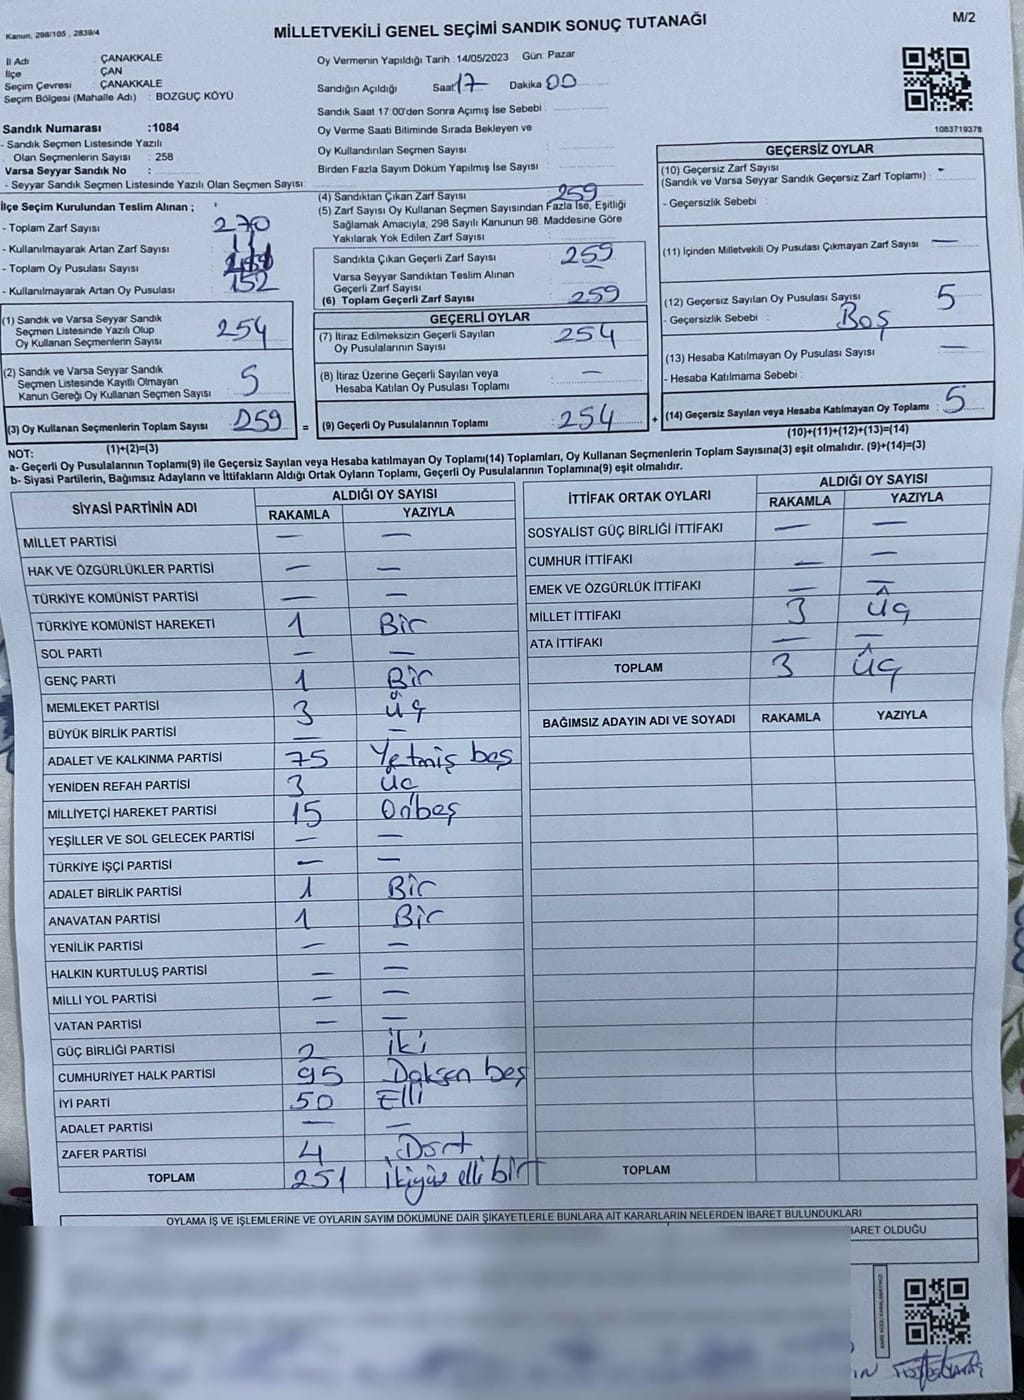 Kanun, 298/105 , 2839/4
MİLLETVEKİLİ GENEL SEÇİMİ SANDIK SONUÇ TUTANAĞI
M/2
İl Adı : ÇANAKKALE
İlçe : ÇAN
Seçim Çevresi : ÇANAKKALE
Seçim Bölgesi (Mahalle Adı) : BOZGUÇ KÖYÜ
Sandık Numarası :1084
- Sandık Seçmen Listesinde Yazılı
Olan Seçmenlerin Sayısı : 258
Varsa Seyyar Sandık No :
- Seyyar Sandık Seçmen Listesinde Yazılı Olan Seçmen Sayısı
İlçe Seçim Kurulundan Teslim Alınan ;
- Toplam Zarf Sayısı 270
- Kullanılmayarak Artan Zarf Sayısı 11
- Toplam Oy Pusulası Sayısı
- Kullanılmayarak Artan Oy Pusulası 152
(1) Sandık ve Varsa Seyyar Sandık
Seçmen Listesinde Yazılı Olup
Oy Kullanan Seçmenlerin Sayısı 254
(2) Sandık ve Varsa Seyyar Sandık
Seçmen Listesinde Kayıtlı Olmayan
Kanun Gereği Oy Kullanan Seçmen Sayısı : 5
(3) Oy Kullanan Seçmenlerin Toplam Sayısı : 259 =
(1)+(2)=(3)
Oy Vermenin Yapıldığı Tarih :14/05/2023 Gün: Pazar
Sandığın Açıldığı Saat: 17 Dakika 00
Sandık Saat 17:00'den Sonra Açımış İse Sebebi :
Oy Verme Saati Bitiminde Sırada Bekleyen ve
Oy Kullandırılan Seçmen Sayısı :
Birden Fazla Sayım Döküm Yapılmış İse Sayısı :
(4) Sandıktan Çıkan Zarf Sayısı : 259
(5) Zarf Sayısı Oy Kullanan Seçmen Sayısından Fazla İse, Eşitliği
Sağlamak Amacıyla; 298 Sayılı Kanunun 98. Maddesine Göre
Yakılarak Yok Edilen Zarf Sayısı :
Sandıkta Çıkan Geçerli Zarf Sayısı : 259
Varsa Seyyar Sandıktan Teslim Alınan
Geçerli Zarf Sayısı :
(6) Toplam Geçerli Zarf Sayısı : 259
GEÇERLİ OYLAR
(7) İtiraz Edilmeksizin Geçerli Sayılan
Oy Pusulalarının Sayısı : 254
(8) İtiraz Üzerine Geçerli Sayılan veya
Hesaba Katılan Oy Pusulası Toplamı : —
(9) Geçerli Oy Pusulalarının Toplamı : 254 +
1083719378
GEÇERSİZ OYLAR
(10) Geçersiz Zarf Sayısı
(Sandık ve Varsa Seyyar Sandık Geçersiz Zarf Toplamı) : -
- Geçersizlik Sebebi :
(11) İçinden Milletvekili Oy Pusulası Çıkmayan Zarf Sayısı : —
(12) Geçersiz Sayılan Oy Pusulası Sayısı : 5
- Geçersizlik Sebebi : Boş
(13) Hesaba Katılmayan Oy Pusulası Sayısı : —
- Hesaba Katılmama Sebebi :
(14) Geçersiz Sayılan veya Hesaba Katılmayan Oy Toplamı : 5
(10)+(11)+(12)+(13)=(14)
NOT:
a- Geçerli Oy Pusulalarının Toplamı(9) ile Geçersiz Sayılan veya Hesaba katılmayan Oy Toplamı(14) Toplamları, Oy Kullanan Seçmenlerin Toplam Sayısına(3) eşit olmalıdır. (9)+(14)=(3)
b- Siyasi Partilerin, Bağımsız Adayların ve İttifakların Aldığı Ortak Oyların Toplamı, Geçerli Oy Pusulalarının Toplamına(9) eşit olmalıdır.
SİYASİ PARTİNİN ADI ALDIĞI OY SAYISI
RAKAMLA YAZIYLA
MİLLET PARTİSİ — —
HAK VE ÖZGÜRLÜKLER PARTİSİ — —
TÜRKİYE KOMÜNİST PARTİSİ — —
TÜRKİYE KOMÜNİST HAREKETİ 1 Bir
SOL PARTİ — —
GENÇ PARTİ 1 Bir
MEMLEKET PARTİSİ 3 üç
BÜYÜK BİRLİK PARTİSİ — —
ADALET VE KALKINMA PARTİSİ 75 Yetmiş beş
YENİDEN REFAH PARTİSİ 3 üç
MİLLİYETÇİ HAREKET PARTİSİ 15 Onbeş
YEŞİLLER VE SOL GELECEK PARTİSİ — —
TÜRKİYE İŞÇİ PARTİSİ — —
ADALET BİRLİK PARTİSİ 1 Bir
ANAVATAN PARTİSİ 1 Bir
YENİLİK PARTİSİ — —
HALKIN KURTULUŞ PARTİSİ — —
MİLLİ YOL PARTİSİ — —
VATAN PARTİSİ — —
GÜÇ BİRLİĞİ PARTİSİ 2 iki
CUMHURİYET HALK PARTİSİ 95 Doksan beş
İYİ PARTİ 50 Elli
ADALET PARTİSİ — —
ZAFER PARTİSİ 4 Dört
TOPLAM 251 ikiyüz elli bir
İTTİFAK ORTAK OYLARI ALDIĞI OY SAYISI
RAKAMLA YAZIYLA
SOSYALİST GÜÇ BİRLİĞİ İTTİFAKI — —
CUMHUR İTTİFAKI — —
EMEK VE ÖZGÜRLÜK İTTİFAKI — —
MİLLET İTTİFAKI 3 üç
ATA İTTİFAKI — —
TOPLAM 3 üç
BAĞIMSIZ ADAYIN ADI VE SOYADI RAKAMLA YAZIYLA
TOPLAM
OYLAMA İŞ VE İŞLEMLERİNE VE OYLARIN SAYIM DÖKÜMÜNE DAİR ŞİKAYETLERLE BUNLARA AİT KARARLARIN NELERDEN İBARET BULUNDUKLARI
BARET OLDUĞU